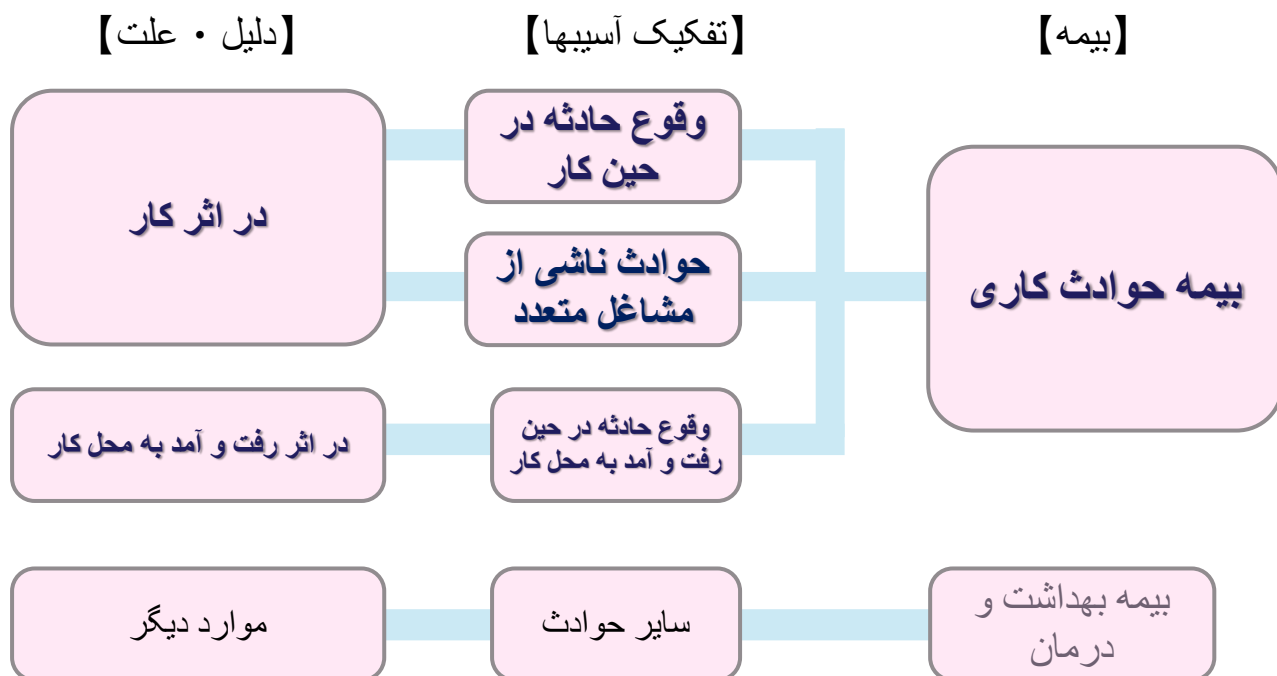 【بیمه】
【تفکیک آسیبها】
【دلیل・علت】
بیمه حوادث کاری
وقوع حادثه در
حین کار
حوادث ناشی از
مشاغل متعدد
در اثر کار
وقوع حادثه در حین
رفت و آمد به محل کار
در اثر رفت و آمد به محل کار
بیمه بهداشت و
درمان
سایر حوادث
موارد دیگر